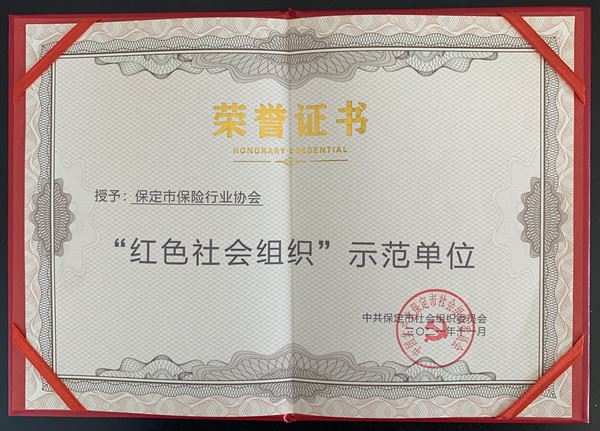 荣誉证书
HONORARY CREDENTIAL
授予：保定市保险行业协会
“红色社会组织”示范单位
中共保定市社会组织委员会